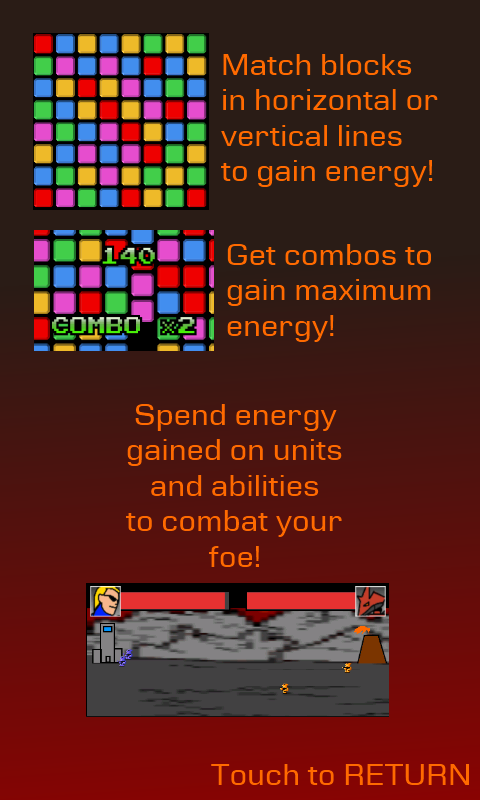 Match blocks
in horizontal or
vertical lines
to gain energy!
140
COMBO x2
Get combos to
gain maximum
energy!
Spend energy
gained on units
and abilities
to combat your
foe!
Touch to RETURN